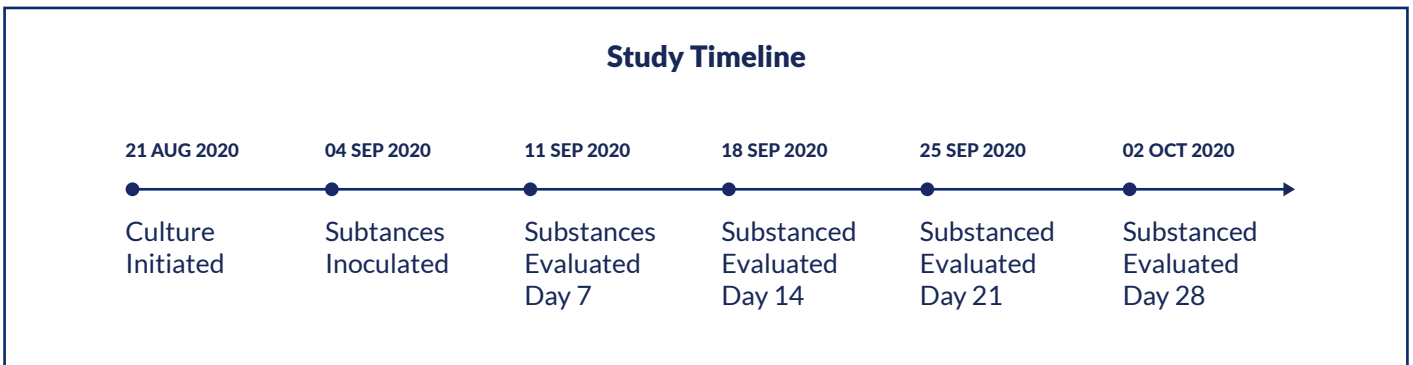 Study Timeline
21 AUG 2020
04 SEP 2020
11 SEP 2020
18 SEP 2020
25 SEP 2020
02 OCT 2020
Culture
Initiated
Subtances
Inoculated
Substances
Evaluated
Day 7
Substanced
Evaluated
Day 14
Substanced
Evaluated
Day 21
Substanced
Evaluated
Day 28